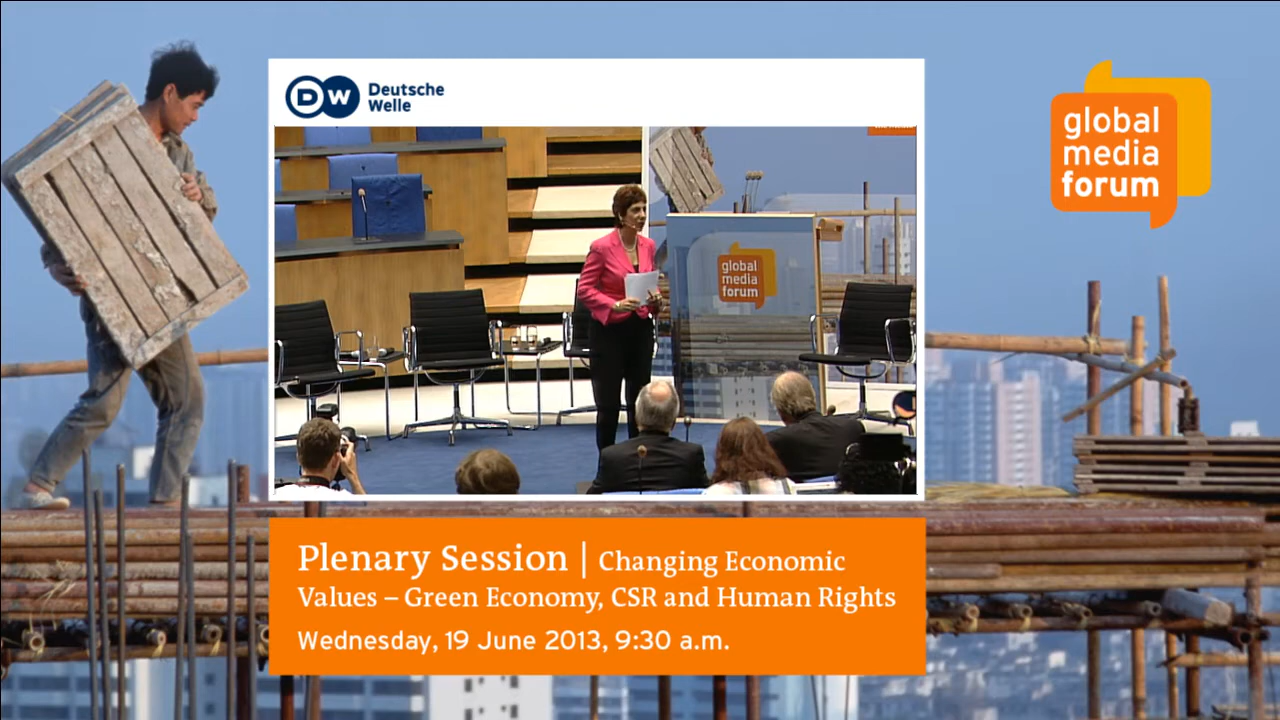 DW Deutsche
Welle
global
media
forum
global
media
forum
Plenary Session | Changing Economic
Values – Green Economy, CSR and Human Rights
Wednesday, 19 June 2013, 9:30 a.m.